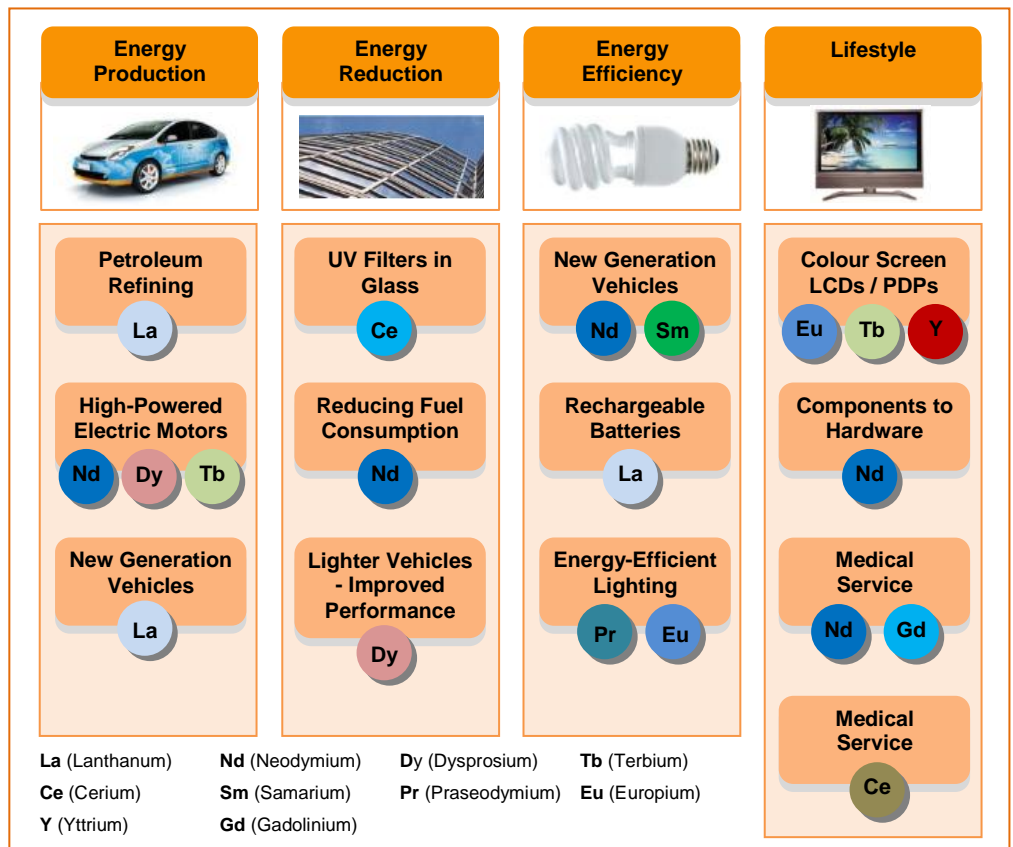 Energy
Production
Energy
Reduction
Energy
Efficiency
Lifestyle
Petroleum
Refining
La
High-Powered
Electric Motors
Nd Dy Tb
New Generation
Vehicles
La
UV Filters in
Glass
Ce
Reducing Fuel
Consumption
Nd
Lighter Vehicles
- Improved
Performance
Dy
New Generation
Vehicles
Nd Sm
Rechargeable
Batteries
La
Energy-Efficient
Lighting
Pr Eu
Colour Screen
LCDs / PDPs
Eu Tb Y
Components to
Hardware
Nd
Medical
Service
Nd Gd
Medical
Service
Ce
La (Lanthanum) Nd (Neodymium) Dy (Dysprosium) Tb (Terbium)
Ce (Cerium) Sm (Samarium) Pr (Praseodymium) Eu (Europium)
Y (Yttrium) Gd (Gadolinium)